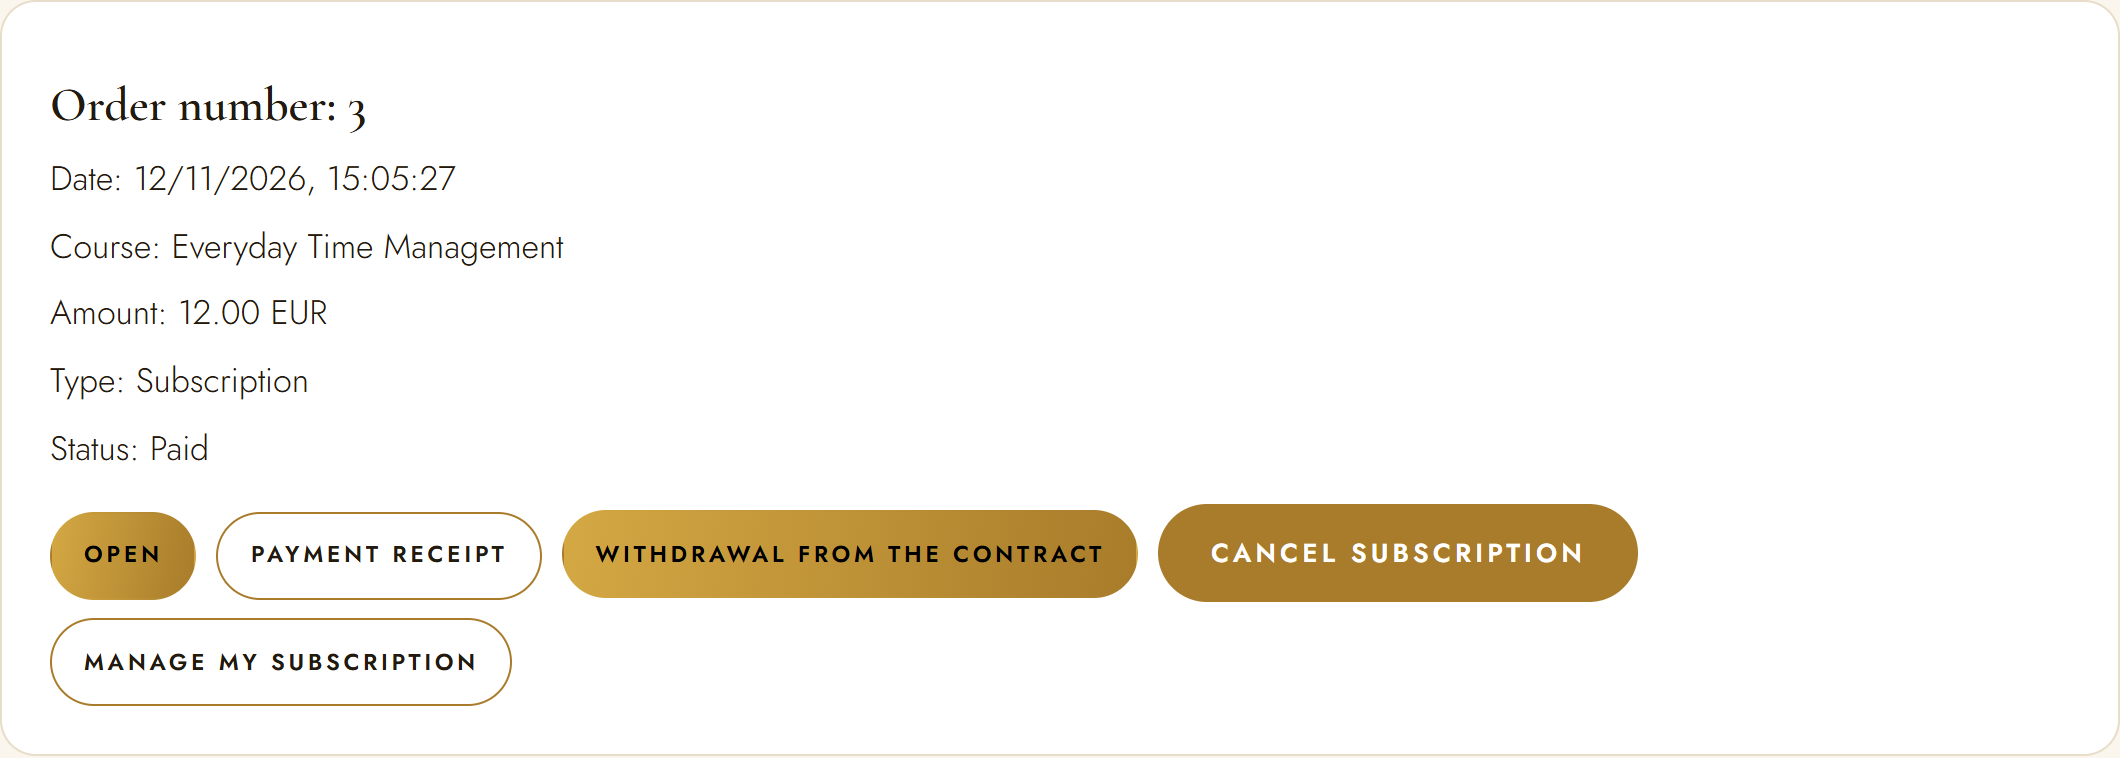 Order number: 3
Date: 12/11/2026, 15:05:27
Course: Everyday Time Management
Amount: 12.00 EUR
Type: Subscription
Status: Paid
OPEN PAYMENT RECEIPT WITHDRAWAL FROM THE CONTRACT CANCEL SUBSCRIPTION
MANAGE MY SUBSCRIPTION